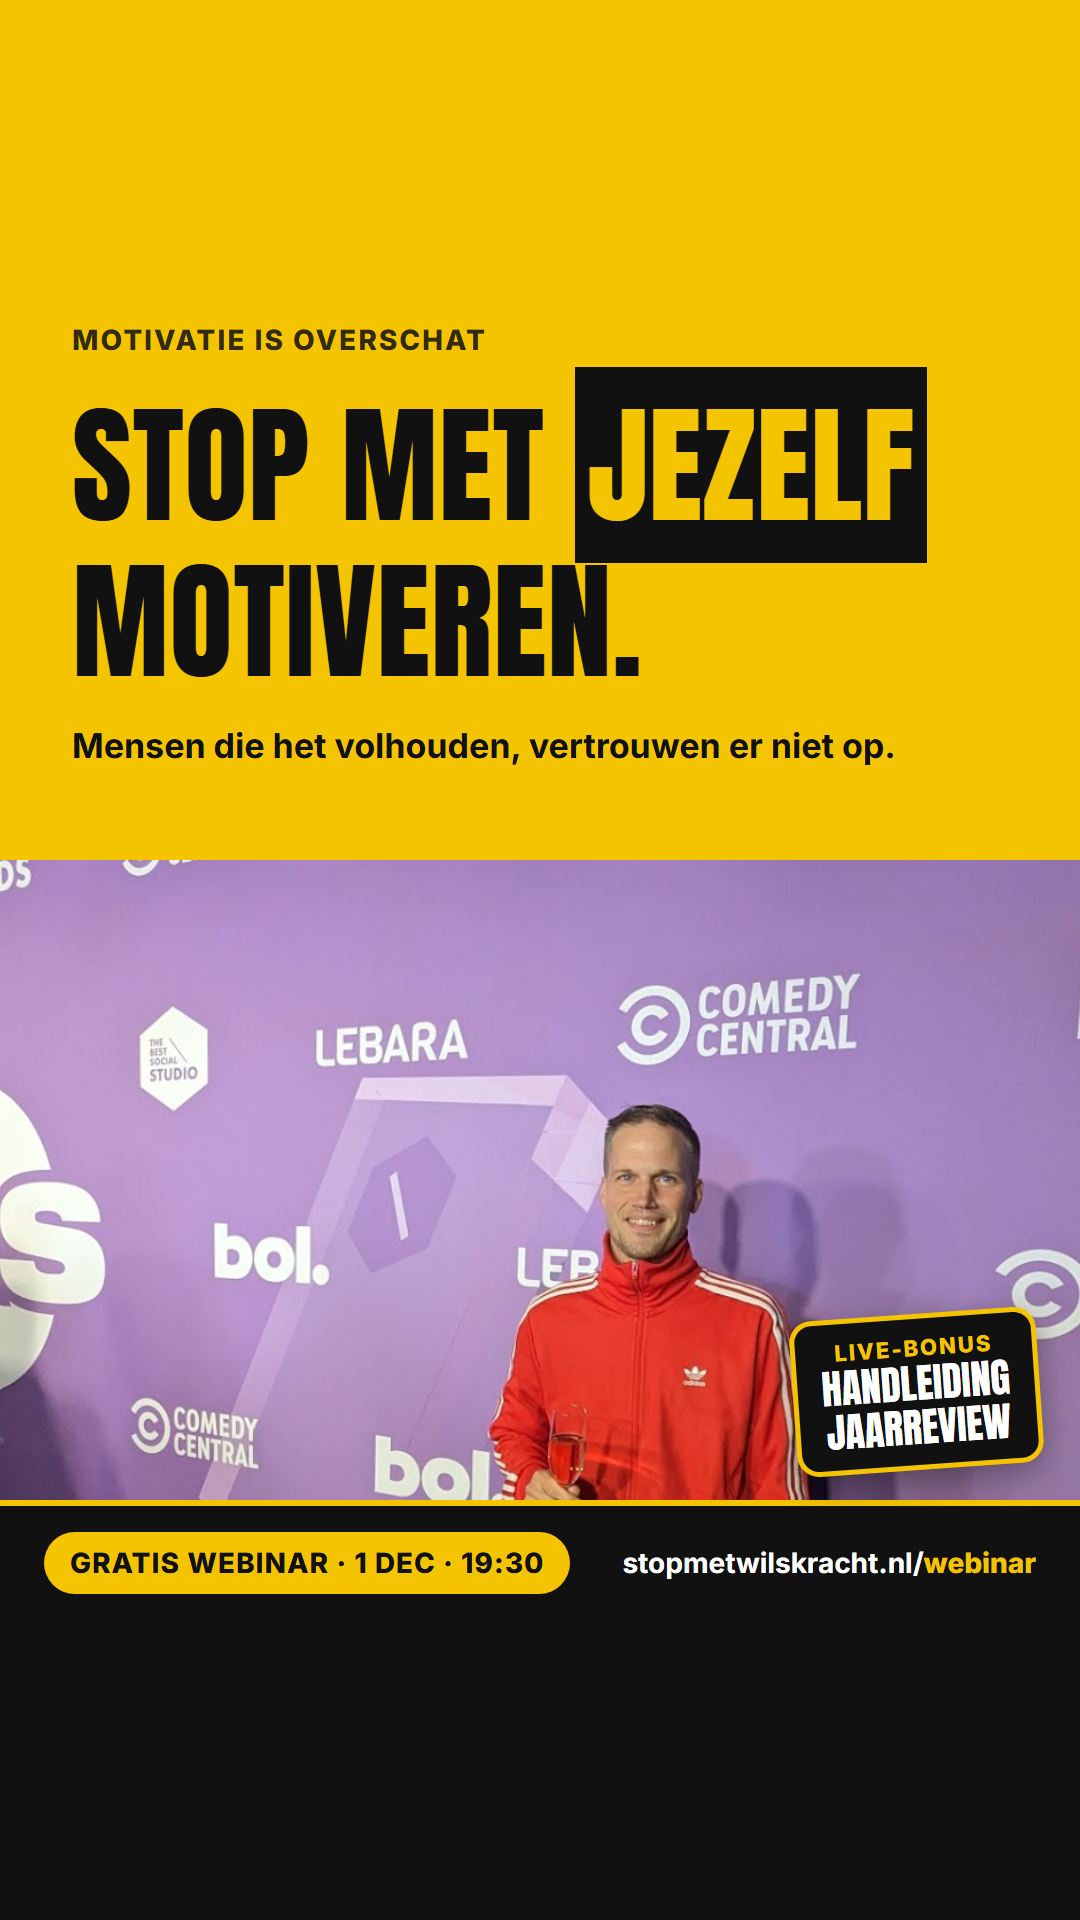 MOTIVATIE IS OVERSCHAT
STOP MET JEZELF
MOTIVEREN.
Mensen die het volhouden, vertrouwen er niet op.
DS
THE
BEST
SOCIAL
STUDIO
LEBARA
COMEDY
CENTRAL
S
bol.
LEB
adidas
COMEDY
CENTRAL
bol.
LIVE-BONUS
HANDLEIDING
JAARREVIEW
GRATIS WEBINAR · 1 DEC · 19:30
stopmetwilskracht.nl/webinar